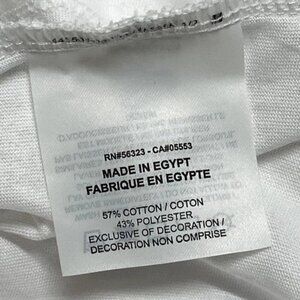 RN#56323 - CA#05553
MADE IN EGYPT
FABRIQUE EN EGYPTE
57% COTTON / COTON
43% POLYESTER
EXCLUSIVE OF DECORATION /
DECORATION NON COMPRISE